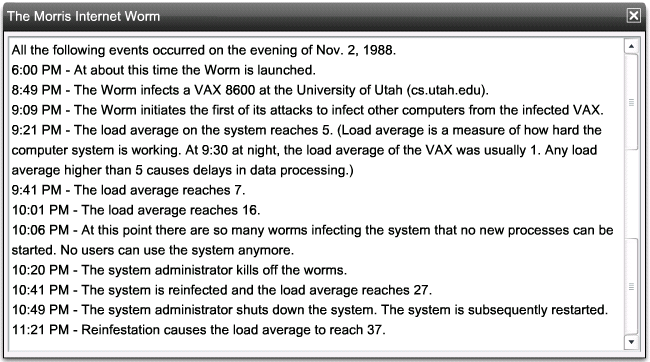 The Morris Internet Worm
All the following events occurred on the evening of Nov. 2, 1988.
6:00 PM - At about this time the Worm is launched.
8:49 PM - The Worm infects a VAX 8600 at the University of Utah (cs.utah.edu).
9:09 PM - The Worm initiates the first of its attacks to infect other computers from the infected VAX.
9:21 PM - The load average on the system reaches 5. (Load average is a measure of how hard the
computer system is working. At 9:30 at night, the load average of the VAX was usually 1. Any load
average higher than 5 causes delays in data processing.)
9:41 PM - The load average reaches 7.
10:01 PM - The load average reaches 16.
10:06 PM - At this point there are so many worms infecting the system that no new processes can be
started. No users can use the system anymore.
10:20 PM - The system administrator kills off the worms.
10:41 PM - The system is reinfected and the load average reaches 27.
10:49 PM - The system administrator shuts down the system. The system is subsequently restarted.
11:21 PM - Reinfestation causes the load average to reach 37.